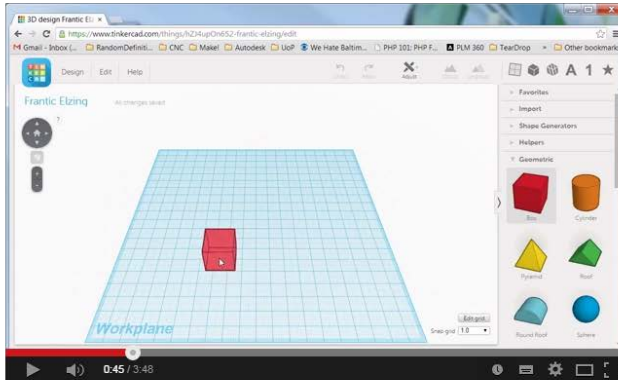 3D design Frantic El
https://www.tinkercad.com/things/hZJ4upOn652-frantic-elzing/edit
Gmail - Inbox (... RandomDefiniti... CNC Make! Autodesk UoP We Hate Baltim... PHP 101: PHP F... PLM 360 TearDrop » Other bookmark
Design Edit Help
Adjust
A 1
Frantic Elzing
All changes saved
?
Favorites
Import
Shape Generators
Helpers
Geometric
Box Cylinder
Pyramid Roof
Round Roof Sphere
Workplane
Edit grid
Snap grid 1.0
0:45 / 3:48